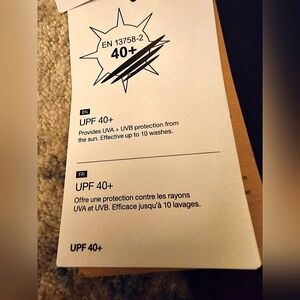 EN 13758-2
40+
EN
UPF 40+
Provides UVA + UVB protection from
the sun. Effective up to 10 washes.
FR
UPF 40+
Offre une protection contre les rayons
UVA et UVB. Efficace jusqu'à 10 lavages.
UPF 40+